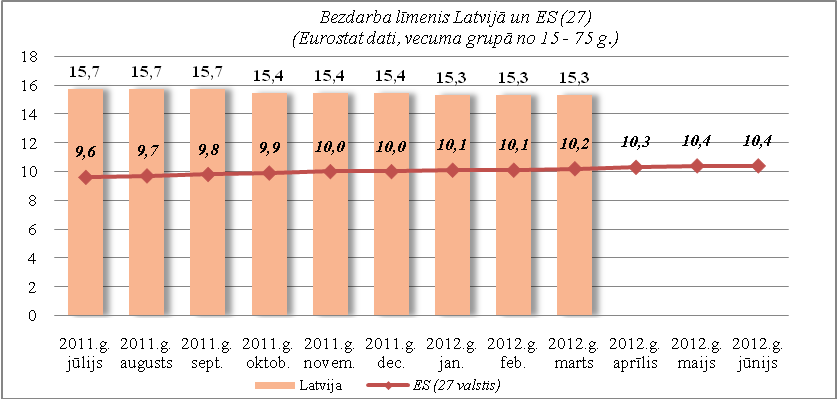 Bezdarba līmenis Latvijā un ES (27)
(Eurostat dati, vecuma grupā no 15 - 75 g.)
18
16
14
12
10
8
6
4
2
0
15,7 15,7 15,7 15,4 15,4 15,4 15,3 15,3 15,3
9,6 9,7 9,8 9,9 10,0 10,0 10,1 10,1 10,2 10,3 10,4 10,4
2011.g. 2011.g. 2011.g. 2011.g. 2011.g. 2011.g. 2012.g. 2012.g. 2012.g. 2012.g. 2012.g. 2012.g.
jūlijs augusts sept. oktob. novem. dec. jan. feb. marts aprīlis maijs jūnijs
Latvija ES (27 valstis)